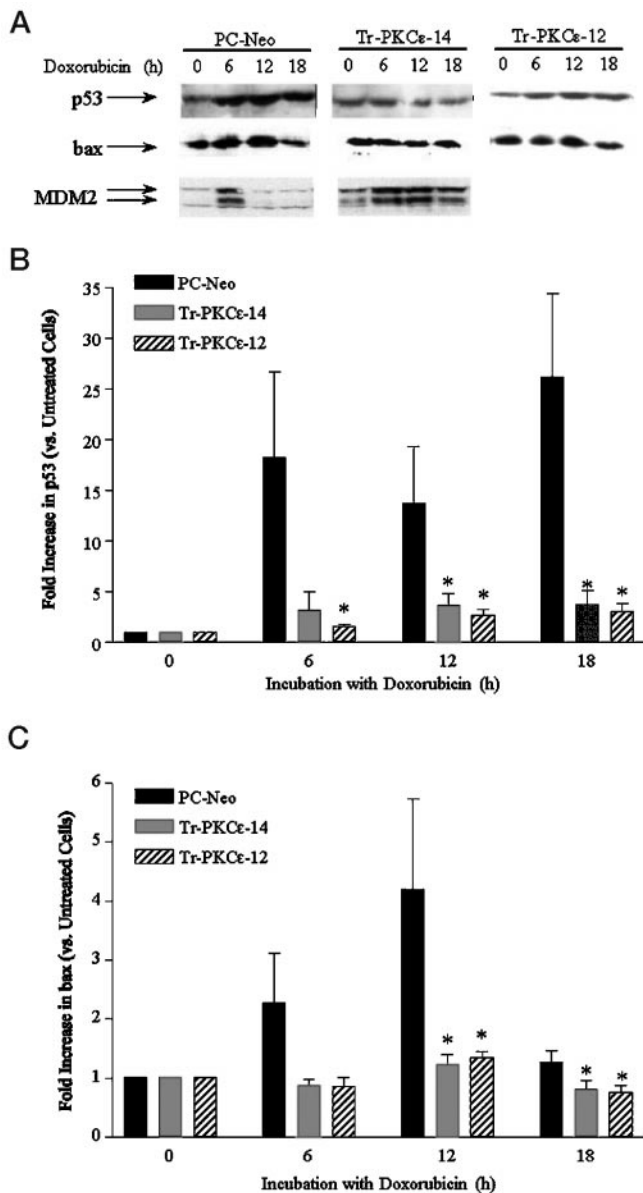 A
PC-Neo Tr-PKCε-14 Tr-PKCε-12
Doxorubicin (h) 0 6 12 18 0 6 12 18 0 6 12 18
p53
bax
MDM2
B
35
30
25
20
15
10
5
0
Fold Increase in p53 (vs. Untreated Cells)
PC-Neo
Tr-PKCε-14
Tr-PKCε-12
*
* *
* *
0 6 12 18
Incubation with Doxorubicin (h)
C
6
5
4
3
2
1
0
Fold Increase in bax (vs. Untreated Cells)
PC-Neo
Tr-PKCε-14
Tr-PKCε-12
* *
* *
0 6 12 18
Incubation with Doxorubicin (h)